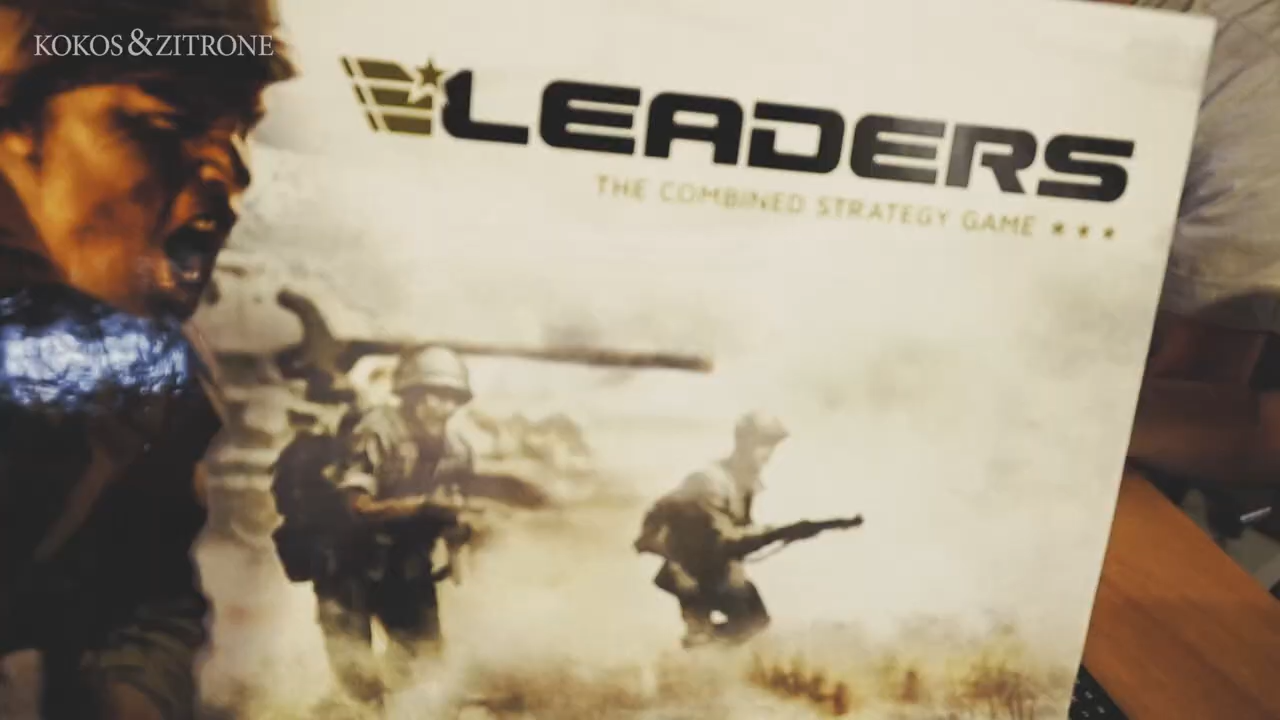 KOKOS&ZITRONE
LEADERS
THE COMBINED STRATEGY GAME ★★★